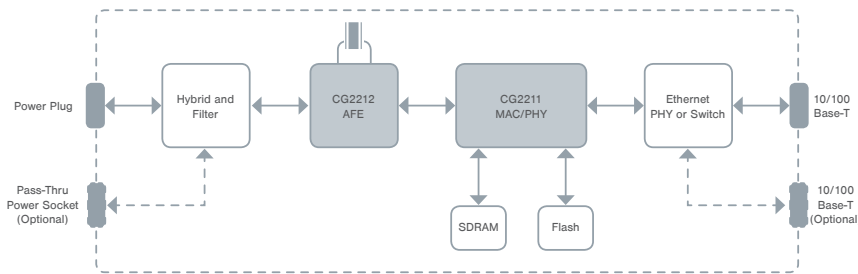 Power Plug
Hybrid and
Filter
CG2212
AFE
CG2211
MAC/PHY
Ethernet
PHY or Switch
10/100
Base-T
Pass-Thru
Power Socket
(Optional)
SDRAM
Flash
10/100
Base-T
(Optional